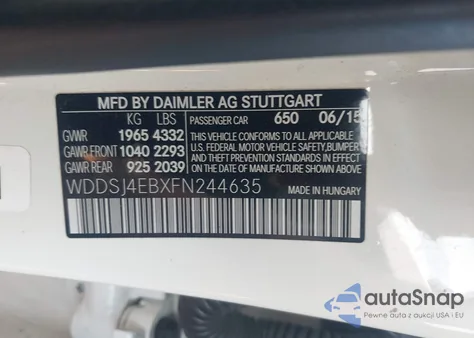 MFD BY DAIMLER AG STUTTGART
KG LBS PASSENGER CAR 650 06/15
GVWR 1965 4332
GAWR FRONT 1040 2293
GAWR REAR 925 2039
THIS VEHICLE CONFORMS TO ALL APPLICABLE
U.S. FEDERAL MOTOR VEHICLE SAFETY, BUMPER,
AND THEFT PREVENTION STANDARDS IN EFFECT
ON THE DATE OF MANUFACTURE SHOWN ABOVE.
WDDSJ4EBXFN244635
MADE IN HUNGARY
autaSnap
Pewne auta z aukcji USA i EU